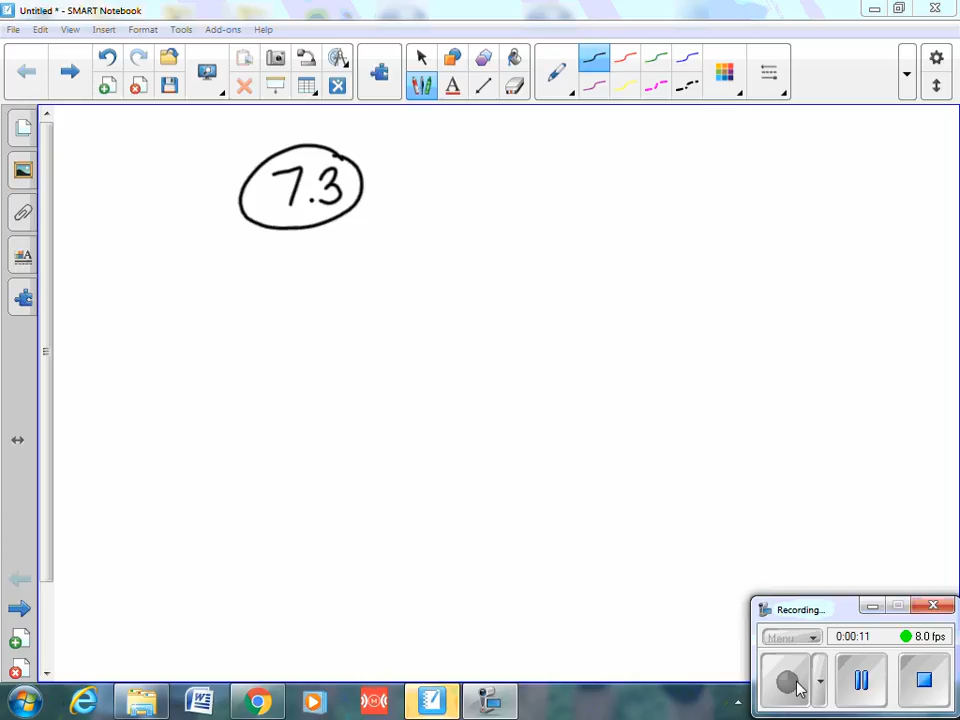 Untitled * - SMART Notebook
File Edit View Insert Format Tools Add-ons Help
7.3
Recording...
Menu 0:00:11 8.0 fps